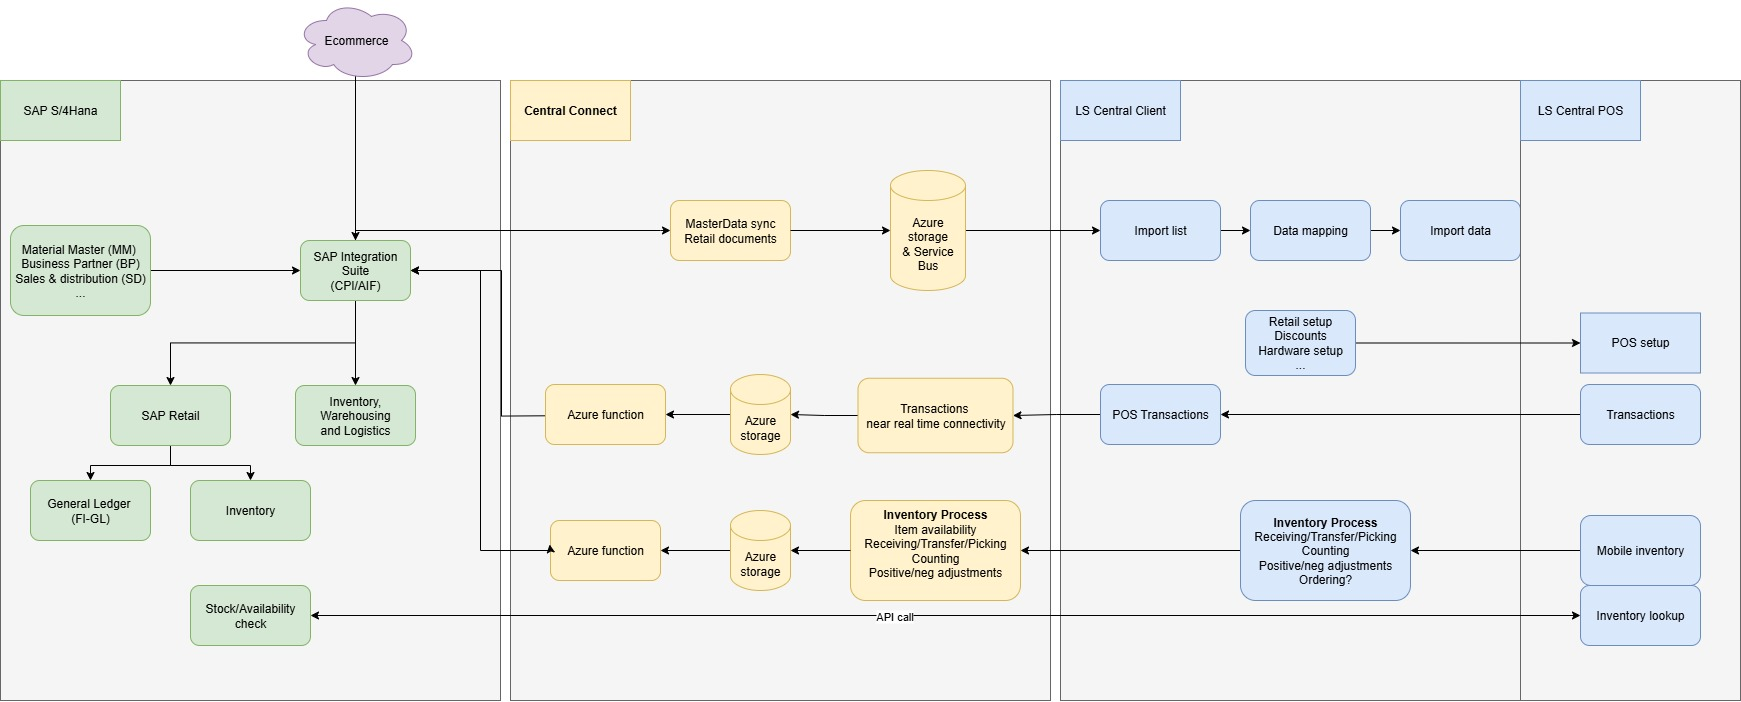 Ecommerce
SAP S/4Hana
Central Connect
LS Central Client
LS Central POS
Material Master (MM)
Business Partner (BP)
Sales & distribution (SD)
...
SAP Integration
Suite
(CPI/AIF)
MasterData sync
Retail documents
Azure
storage
& Service
Bus
Import list
Data mapping
Import data
Retail setup
Discounts
Hardware setup
...
POS setup
SAP Retail
Inventory,
Warehousing
and Logistics
Azure function
Azure
storage
Transactions
near real time connectivity
POS Transactions
Transactions
General Ledger
(FI-GL)
Inventory
Azure function
Azure
storage
Inventory Process
Item availability
Receiving/Transfer/Picking
Counting
Positive/neg adjustments
Inventory Process
Receiving/Transfer/Picking
Counting
Positive/neg adjustments
Ordering?
Mobile inventory
Stock/Availability
check
API call
Inventory lookup